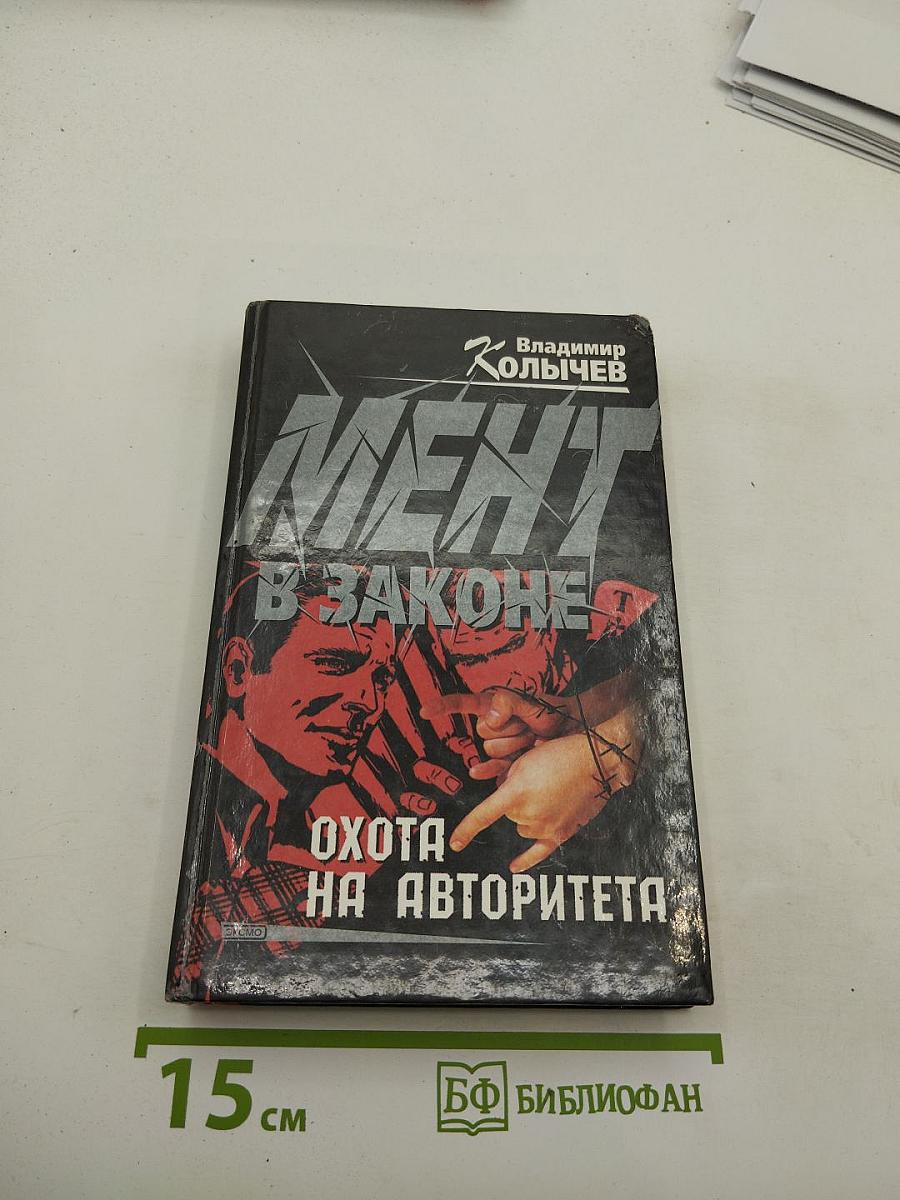 Владимир
КОЛЫЧЕВ
МЕНТ
В ЗАКОНЕ
Т
ОХОТА
НА АВТОРИТЕТА
ЭКСМО
15 см
БФ БИБЛИОФАН